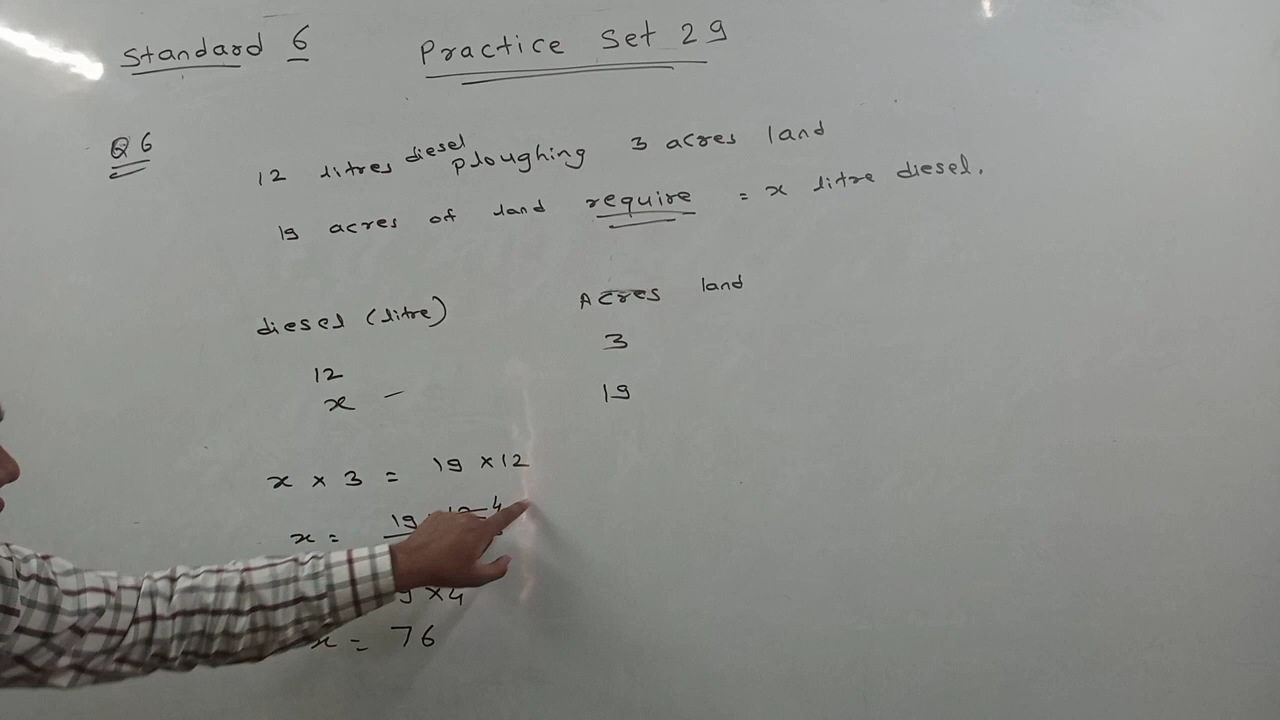 Standard 6 Practice Set 29
Q6
12 litres diesel ploughing 3 acres land
19 acres of land require = x litre diesel.
diesel (litre) Acres land
12 3
x — 19
x × 3 = 19 × 12
x = 19 12 4
× 4
x = 76